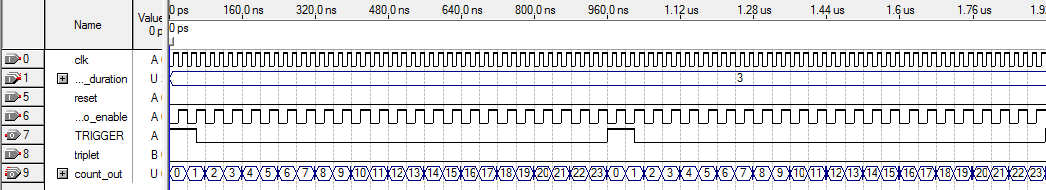 Name Value 0 p 0 ps 160.0 ns 320.0 ns 480.0 ns 640.0 ns 800.0 ns 960.0 ns 1.12 us 1.28 us 1.44 us 1.6 us 1.76 us 1.92
0 ps
0 clk A
1 ..._duration U 3
5 reset A
6 ...o_enable A
7 TRIGGER A
8 triplet B
9 count_out U 0 1 2 3 4 5 6 7 8 9 10 11 12 13 14 15 16 17 18 19 20 21 22 23 0 1 2 3 4 5 6 7 8 9 10 11 12 13 14 15 16 17 18 19 20 21 22 23